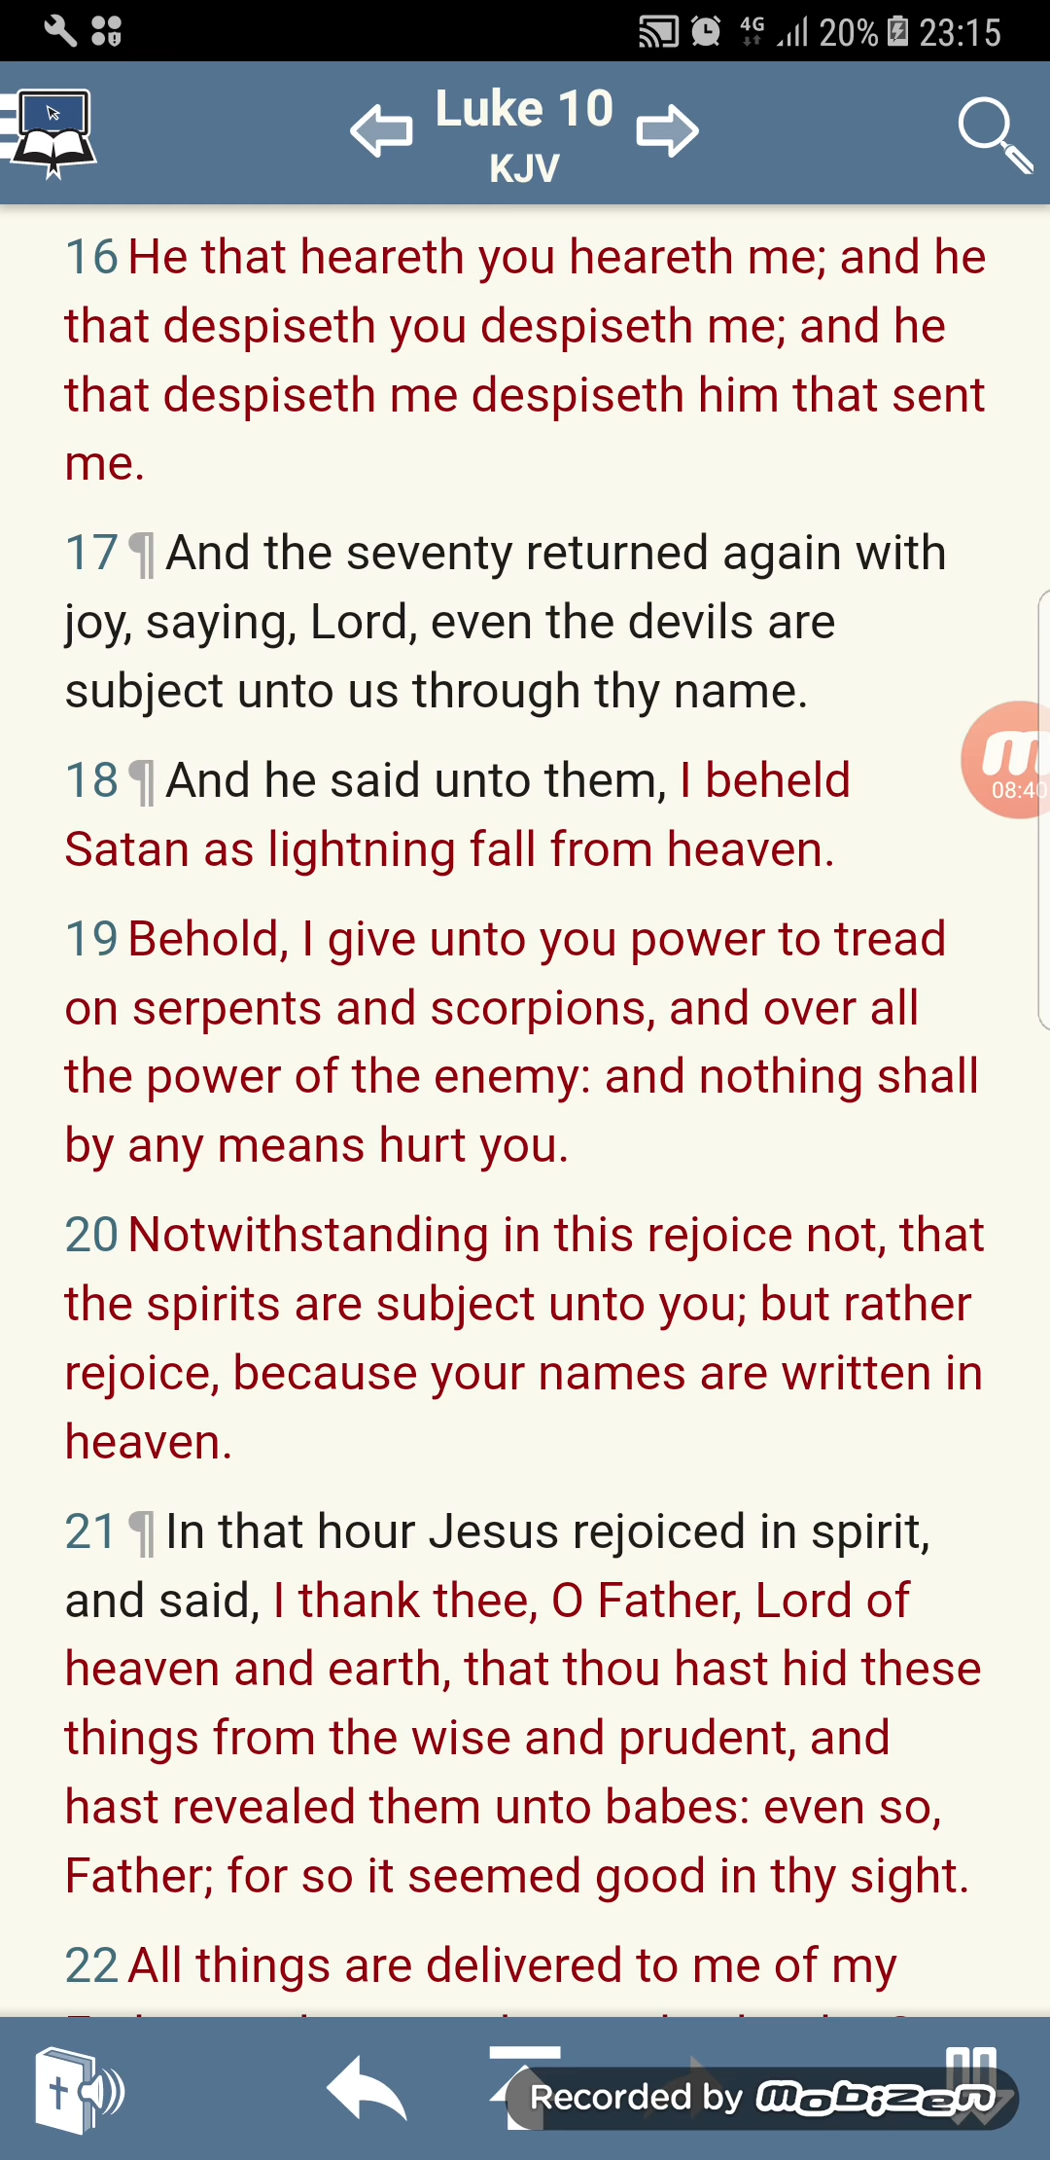 4G 20% 23:15
Luke 10
KJV
16 He that heareth you heareth me; and he
that despiseth you despiseth me; and he
that despiseth me despiseth him that sent
me.
17 ¶ And the seventy returned again with
joy, saying, Lord, even the devils are
subject unto us through thy name.
18 ¶ And he said unto them, I beheld
Satan as lightning fall from heaven.
19 Behold, I give unto you power to tread
on serpents and scorpions, and over all
the power of the enemy: and nothing shall
by any means hurt you.
20 Notwithstanding in this rejoice not, that
the spirits are subject unto you; but rather
rejoice, because your names are written in
heaven.
21 ¶ In that hour Jesus rejoiced in spirit,
and said, I thank thee, O Father, Lord of
heaven and earth, that thou hast hid these
things from the wise and prudent, and
hast revealed them unto babes: even so,
Father; for so it seemed good in thy sight.
22 All things are delivered to me of my
m
08:40
Recorded by mobizen